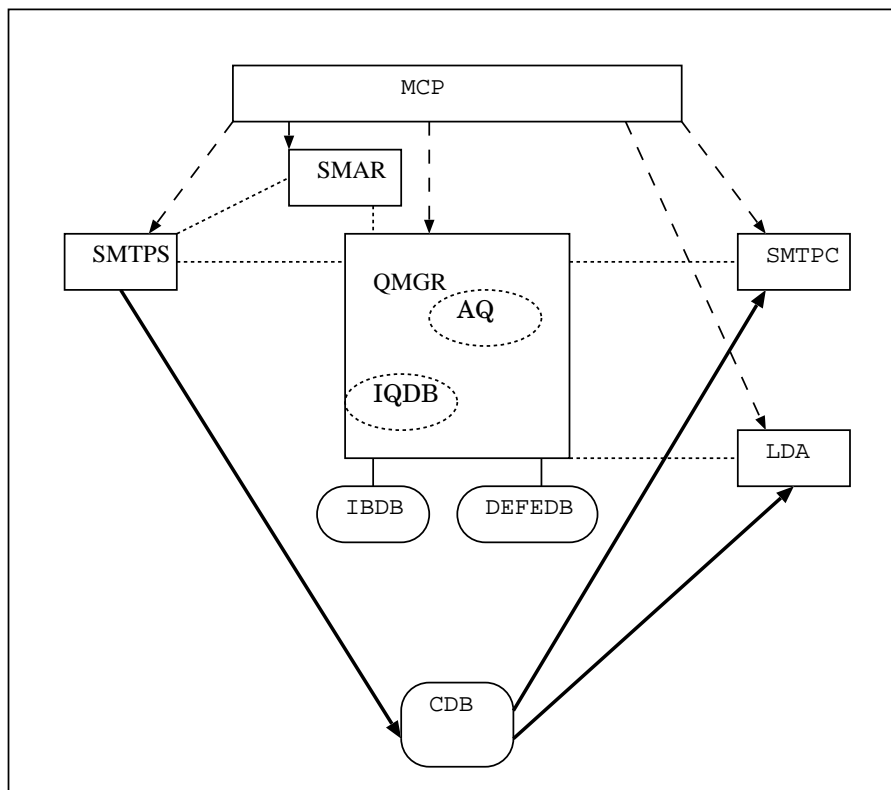 MCP
SMAR
SMTPS
SMTPC
QMGR
AQ
IQDB
LDA
IBDB
DEFEDB
CDB